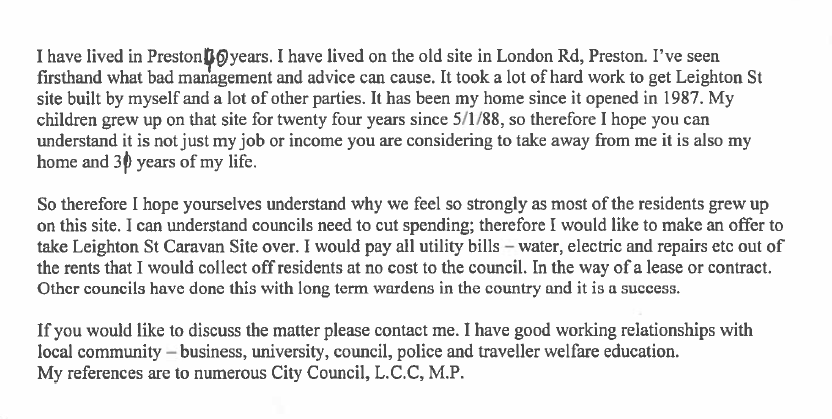 I have lived in Preston years. I have lived on the old site in London Rd, Preston. I've seen
firsthand what bad management and advice can cause. It took a lot of hard work to get Leighton St
site built by myself and a lot of other parties. It has been my home since it opened in 1987. My
children grew up on that site for twenty four years since 5/1/88, so therefore I hope you can
understand it is not just my job or income you are considering to take away from me it is also my
home and years of my life.
So therefore I hope yourselves understand why we feel so strongly as most of the residents grew up
on this site. I can understand councils need to cut spending; therefore I would like to make an offer to
take Leighton St Caravan Site over. I would pay all utility bills – water, electric and repairs etc out of
the rents that I would collect off residents at no cost to the council. In the way of a lease or contract.
Other councils have done this with long term wardens in the country and it is a success.
If you would like to discuss the matter please contact me. I have good working relationships with
local community – business, university, council, police and traveller welfare education.
My references are to numerous City Council, L.C.C, M.P.